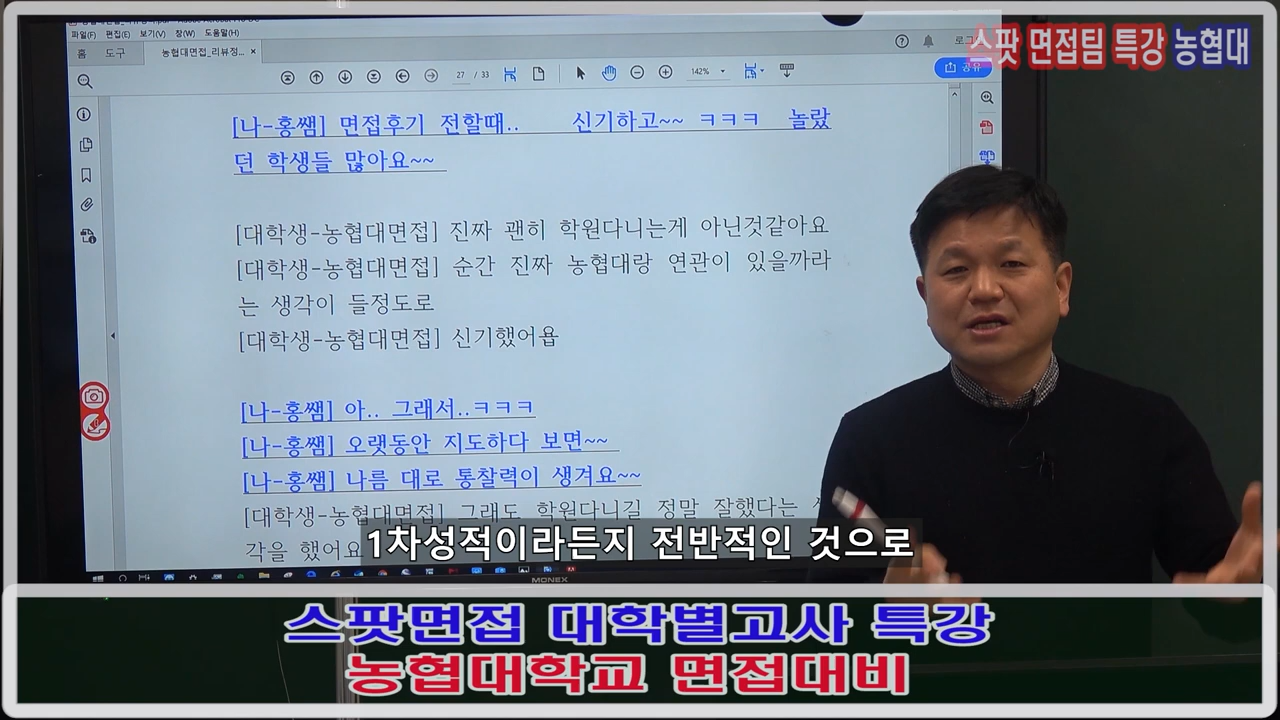 파일(F) 편집(E) 보기(V) 창(W) 도움말(H)
홈 도구 농협대면접_리뷰정... ×
스팟 면접팀 특강 농협대
27 / 33 142% 공유
[나-홍쌤] 면접후기 전할때.. 신기하고~~ ㅋㅋㅋ 놀랐
던 학생들 많아요~~
[대학생-농협대면접] 진짜 괜히 학원다니는게 아닌것같아요
[대학생-농협대면접] 순간 진짜 농협대랑 연관이 있을까라
는 생각이 들정도로
[대학생-농협대면접] 신기했어욥
[나-홍쌤] 아.. 그래서..ㅋㅋㅋ
[나-홍쌤] 오랫동안 지도하다 보면~~
[나-홍쌤] 나름 대로 통찰력이 생겨요~~
[대학생-농협대면접] 그래도 학원다니길 정말 잘했다는
각을 했어요
1차성적이라든지 전반적인 것으로
MONEX
스팟면접 대학별고사 특강
농협대학교 면접대비